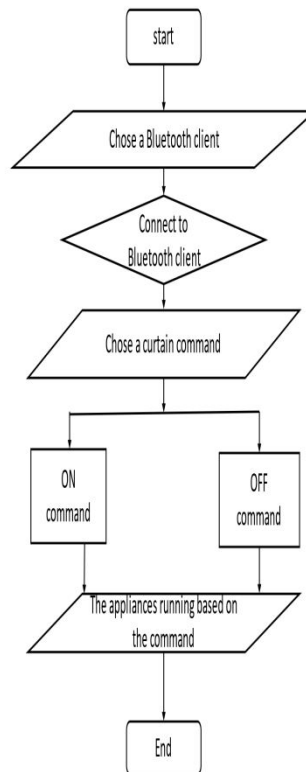 start
Chose a Bluetooth client
Connect to
Bluetooth client
Chose a curtain command
ON
command
OFF
command
The appliances running based on
the command
End